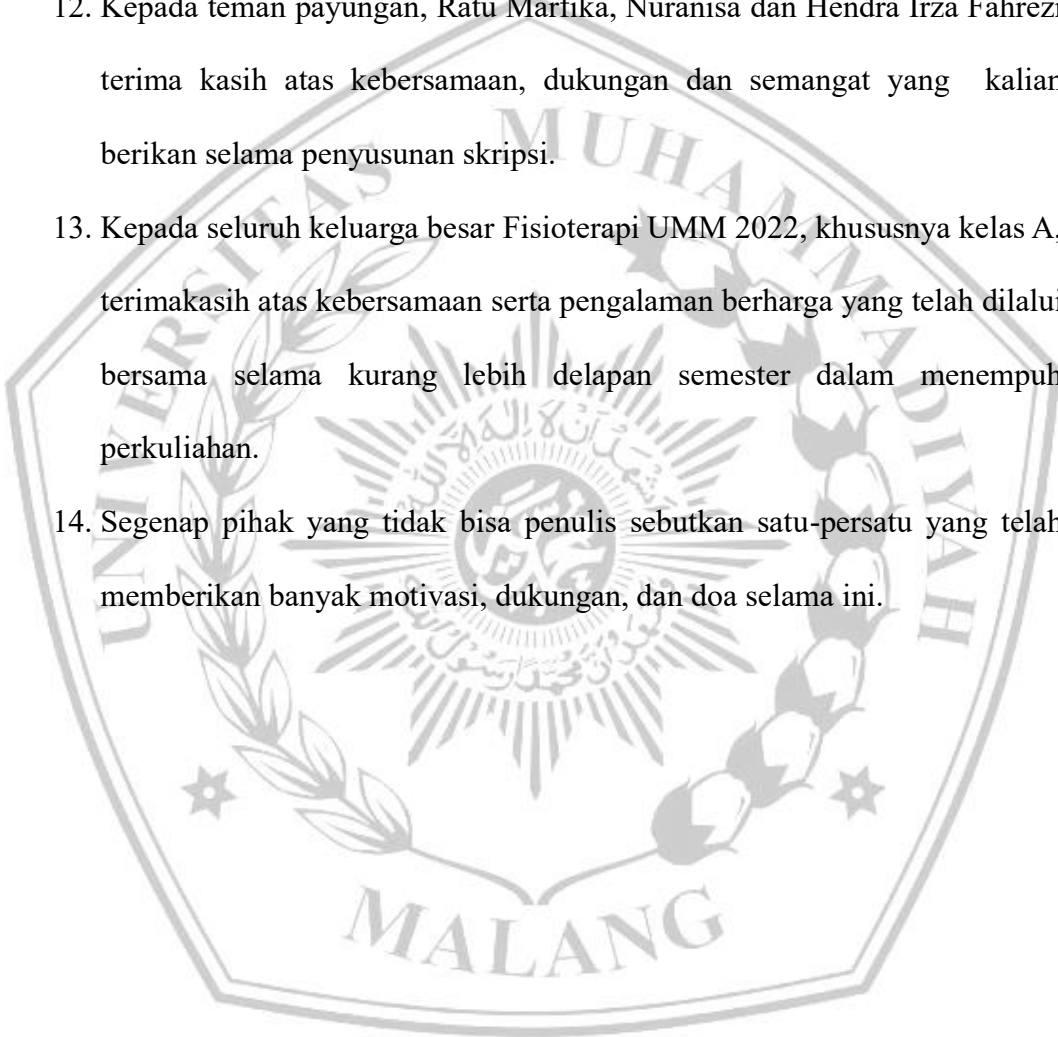 12. Kepada teman payungan, Ratu Marfika, Nuranisa dan Hendra Irza Fahrezi
terima kasih atas kebersamaan, dukungan dan semangat yang kalian
berikan selama penyusunan skripsi.
13. Kepada seluruh keluarga besar Fisioterapi UMM 2022, khususnya kelas A,
terimakasih atas kebersamaan serta pengalaman berharga yang telah dilalui
bersama selama kurang lebih delapan semester dalam menempuh
perkuliahan.
14. Segenap pihak yang tidak bisa penulis sebutkan satu-persatu yang telah
memberikan banyak motivasi, dukungan, dan doa selama ini.
UNIVERSITAS MUHAMMADIYAH
MALANG